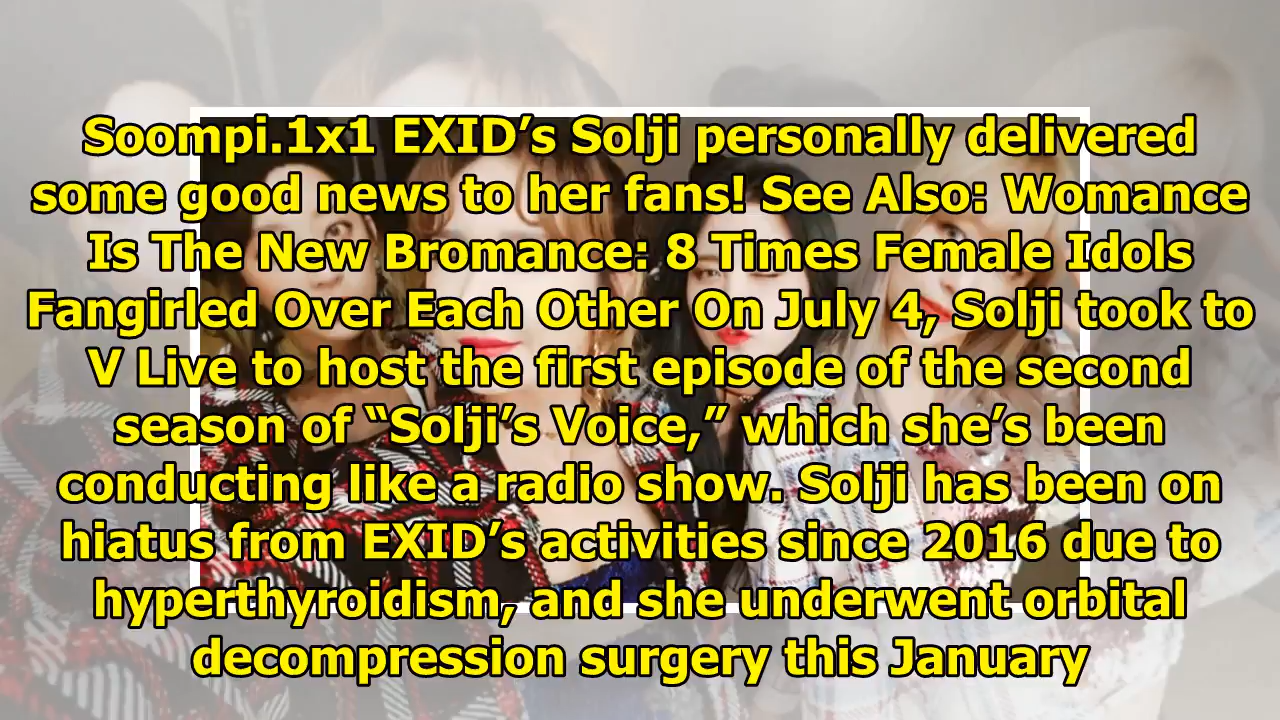 Soompi.1x1 EXID’s Solji personally delivered
some good news to her fans! See Also: Womance
Is The New Bromance: 8 Times Female Idols
Fangirled Over Each Other On July 4, Solji took to
V Live to host the first episode of the second
season of “Solji’s Voice,” which she’s been
conducting like a radio show. Solji has been on
hiatus from EXID’s activities since 2016 due to
hyperthyroidism, and she underwent orbital
decompression surgery this January